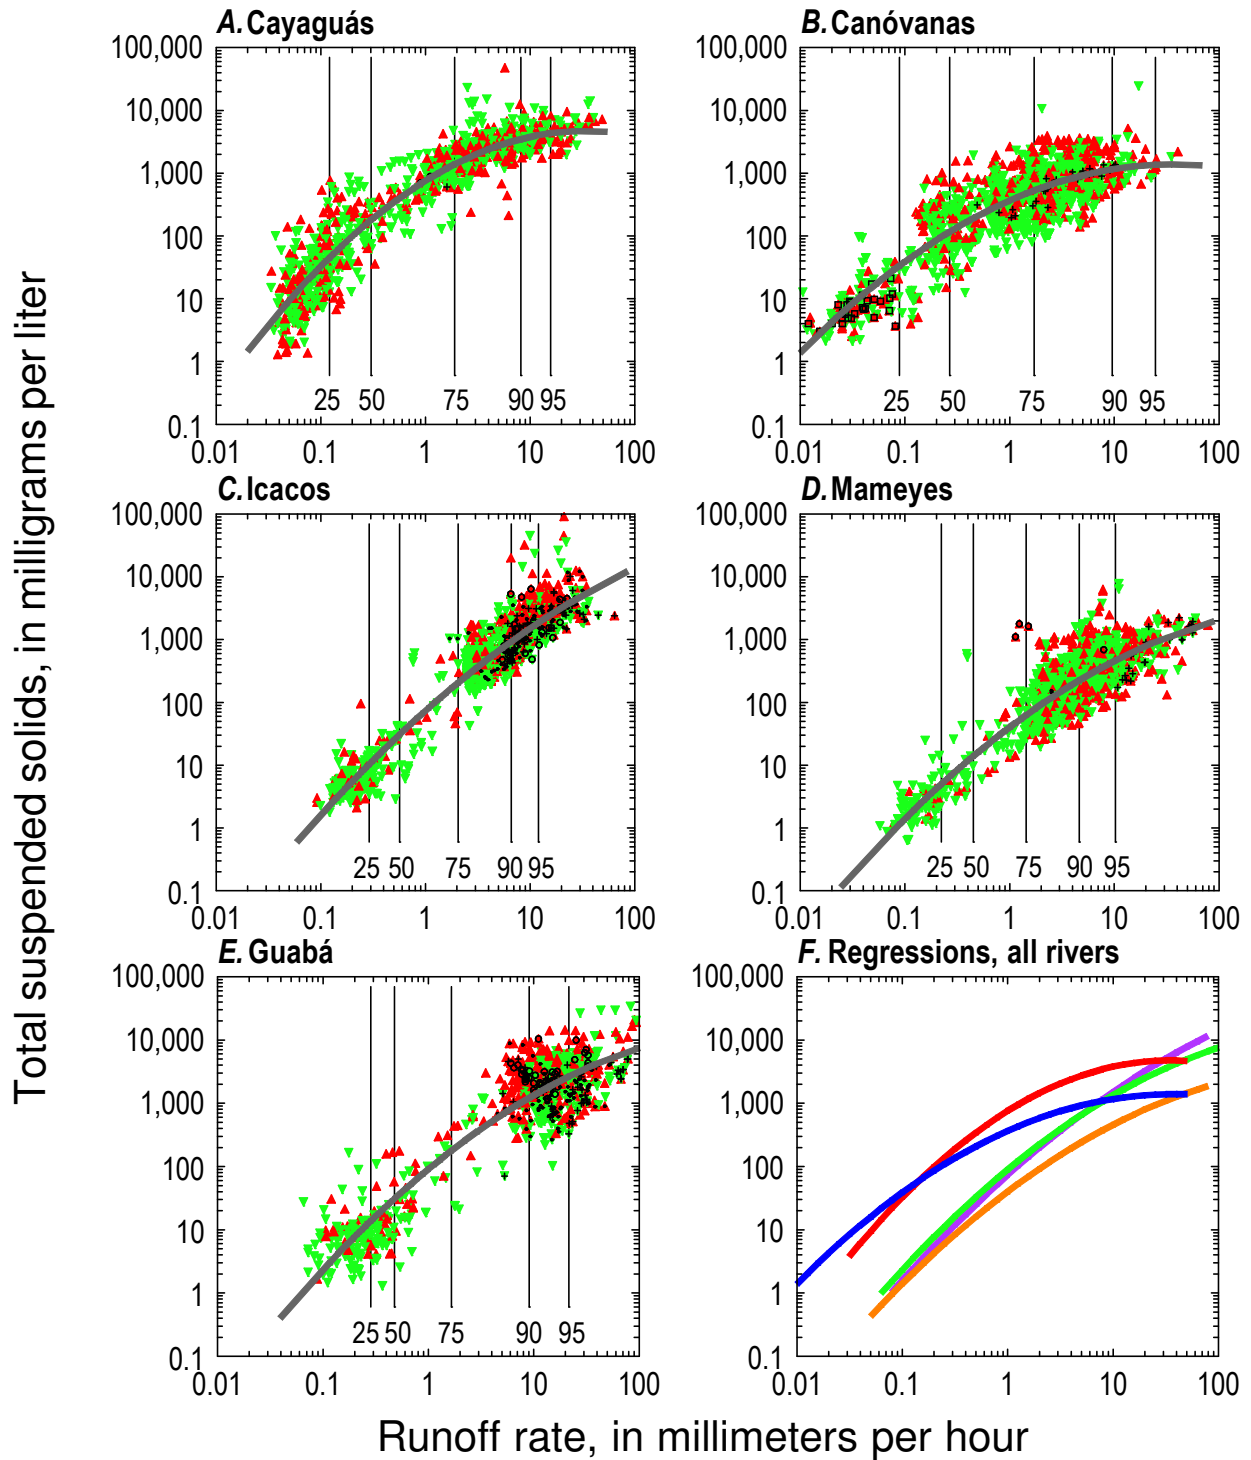 A. Cayaguás
B. Canóvanas
100,000
10,000
1,000
100
10
1
0.1
25 50 75 90 95
0.01 0.1 1 10 100
100,000
10,000
1,000
100
10
1
0.1
25 50 75 90 95
0.01 0.1 1 10 100
C. Icacos
D. Mameyes
100,000
10,000
1,000
100
10
1
0.1
25 50 75 90 95
0.01 0.1 1 10 100
100,000
10,000
1,000
100
10
1
0.1
25 50 75 90 95
0.01 0.1 1 10 100
E. Guabá
F. Regressions, all rivers
100,000
10,000
1,000
100
10
1
0.1
25 50 75 90 95
0.01 0.1 1 10 100
100,000
10,000
1,000
100
10
1
0.1
0.01 0.1 1 10 100
Total suspended solids, in milligrams per liter
Runoff rate, in millimeters per hour